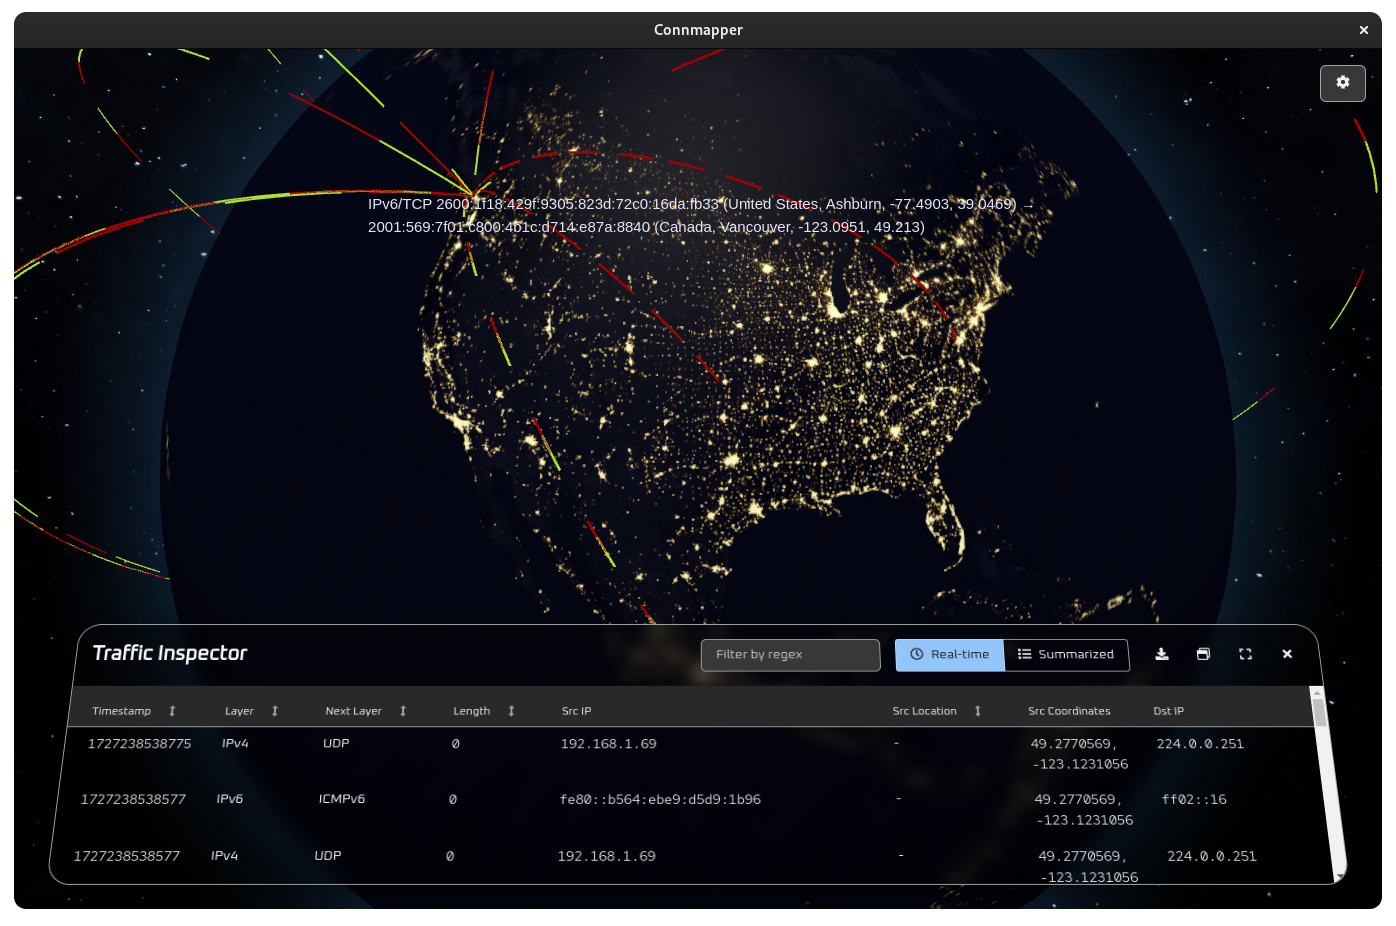 Connmapper
IPv6/TCP 2600:1f18:429f:9305:823d:72c0:16da:fb33 (United States, Ashburn, -77.4903, 39.0469) →
2001:569:7f01:c800:4b1c:d714:e87a:8840 (Canada, Vancouver, -123.0951, 49.213)
Traffic Inspector
Filter by regex
Real-time
Summarized
Timestamp Layer Next Layer Length Src IP Src Location Src Coordinates Dst IP
1727238538775 IPv4 UDP 0 192.168.1.69 - 49.2770569, 224.0.0.251
-123.1231056
1727238538577 IPv6 ICMPv6 0 fe80::b564:ebe9:d5d9:1b96 - 49.2770569, ff02::16
-123.1231056
1727238538577 IPv4 UDP 0 192.168.1.69 - 49.2770569, 224.0.0.251
-123.1231056